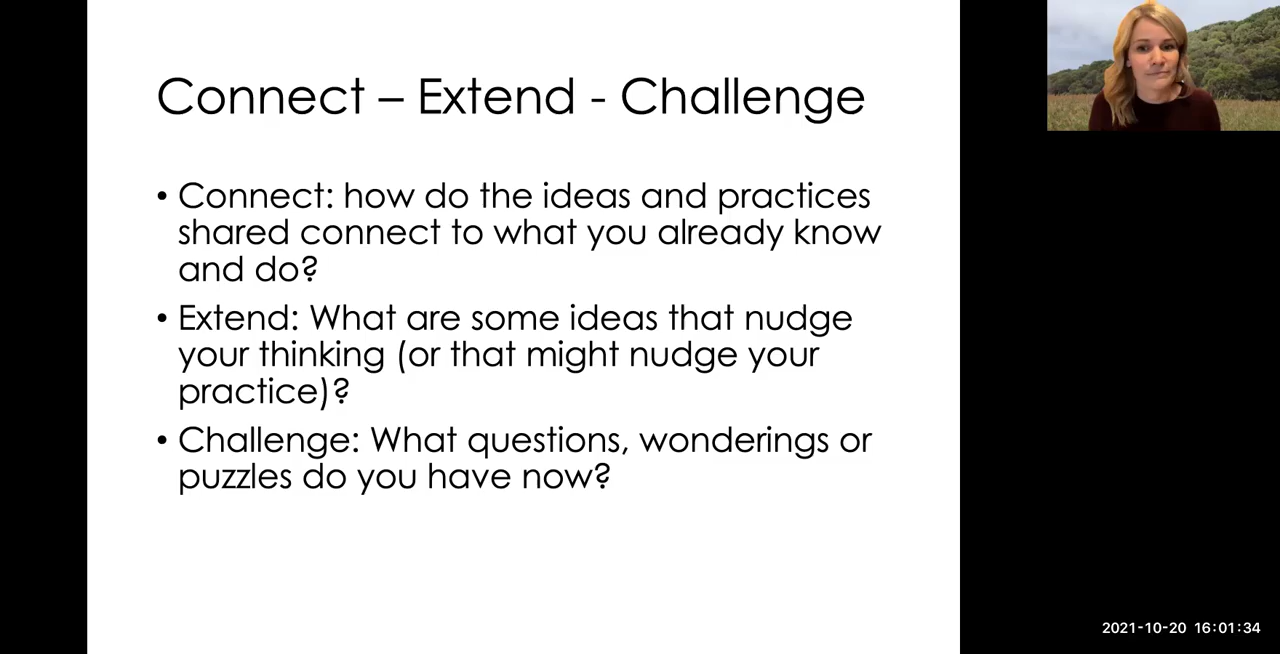 Connect – Extend - Challenge
• Connect: how do the ideas and practices
shared connect to what you already know
and do?
• Extend: What are some ideas that nudge
your thinking (or that might nudge your
practice)?
• Challenge: What questions, wonderings or
puzzles do you have now?
2021-10-20 16:01:34